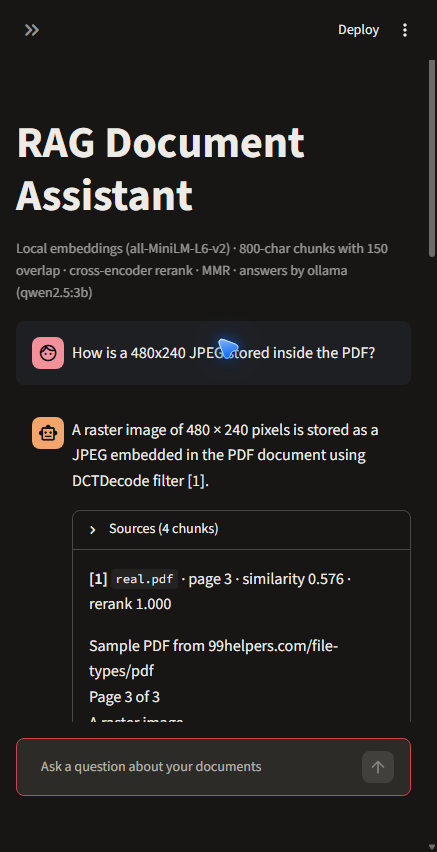 Deploy
RAG Document
Assistant
Local embeddings (all-MiniLM-L6-v2) · 800-char chunks with 150
overlap · cross-encoder rerank · MMR · answers by ollama
(qwen2.5:3b)
How is a 480x240 JPEG stored inside the PDF?
A raster image of 480 × 240 pixels is stored as a
JPEG embedded in the PDF document using
DCTDecode filter [1].
Sources (4 chunks)
[1] real.pdf · page 3 · similarity 0.576 ·
rerank 1.000
Sample PDF from 99helpers.com/file-
types/pdf
Page 3 of 3
A raster image
Ask a question about your documents